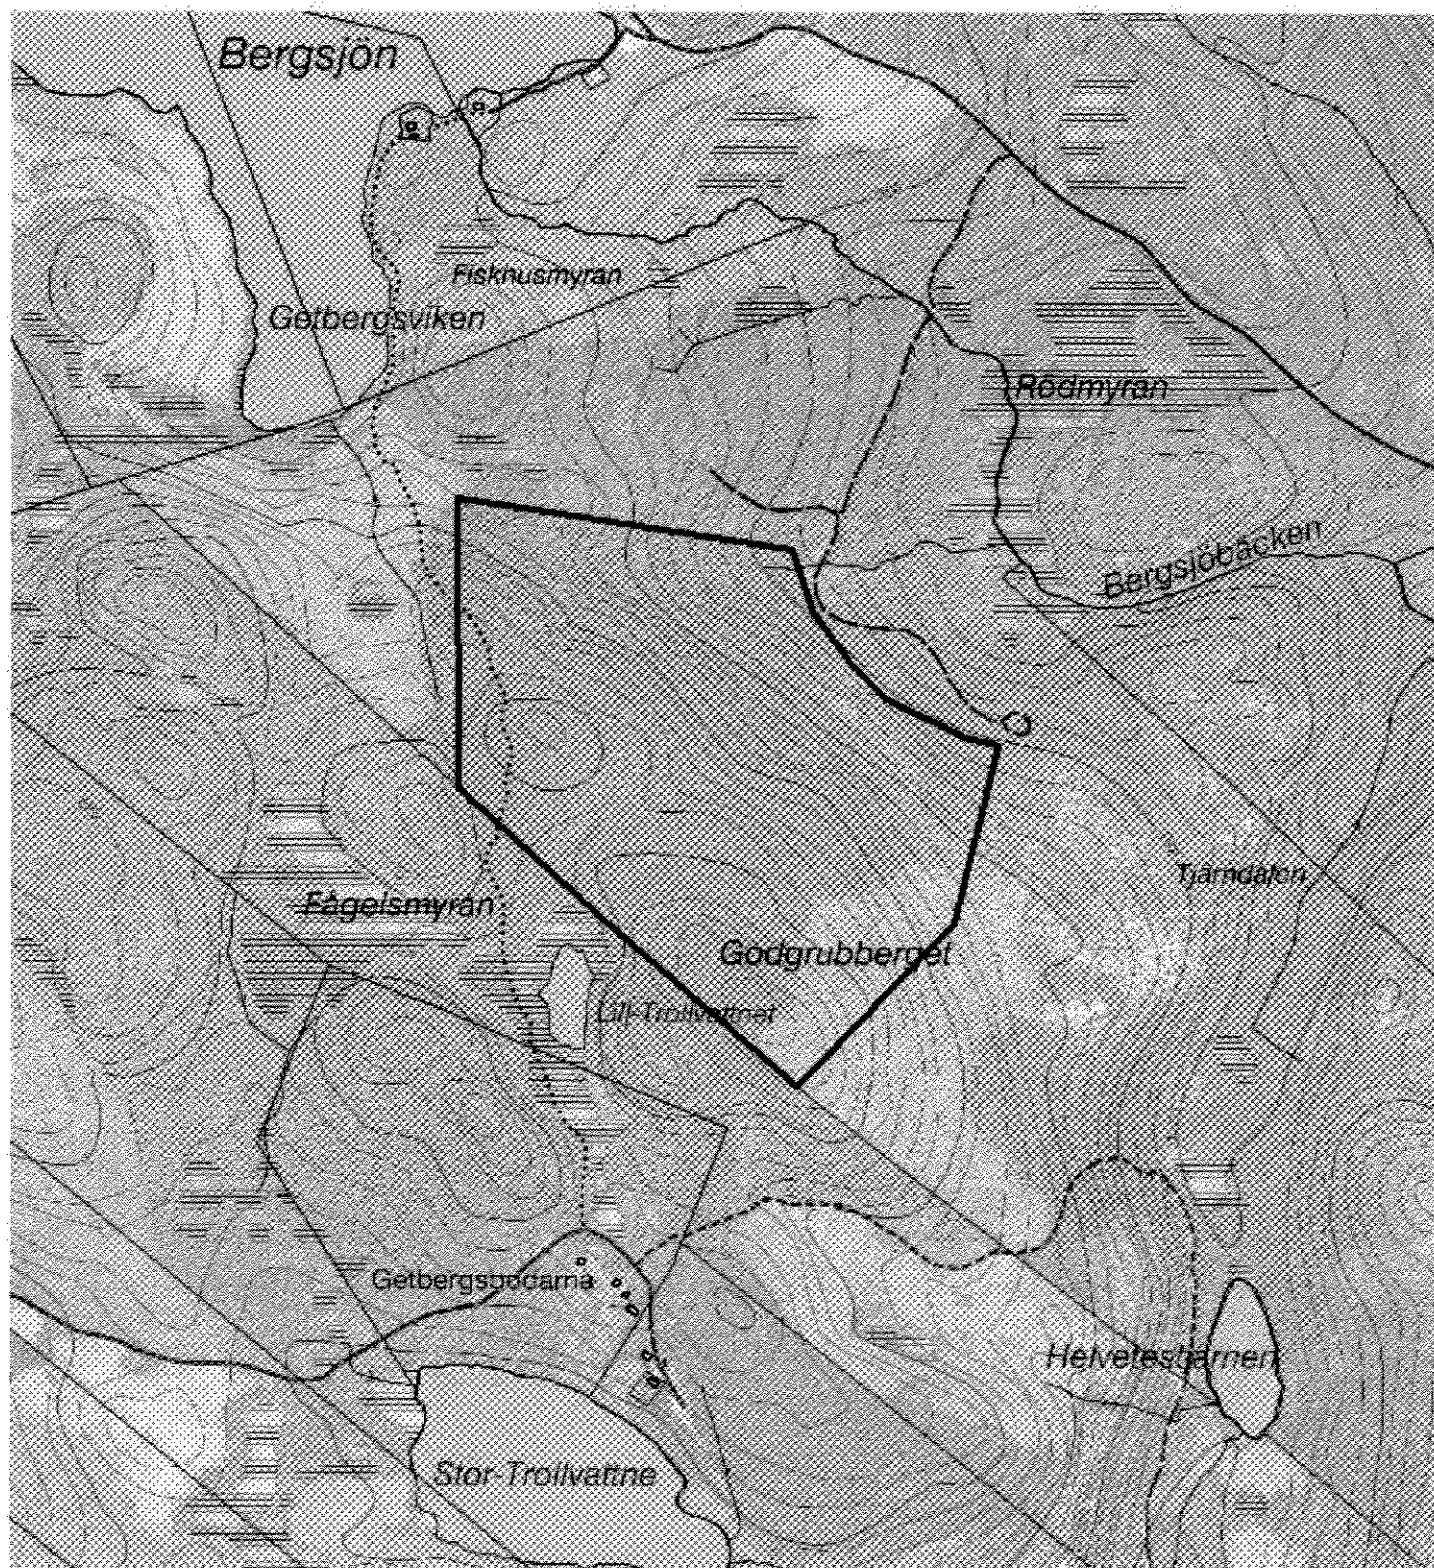 Bergsjön
Fisknusmyran
Getbergsviken
Rödmyran
Bergsjöbäcken
Tjärndalen
Fågelsmyran
Godgrubberget
Lill-Trollvattnet
Getbergsbodarna
Helvetestjärnen
Stor-Trollvattne